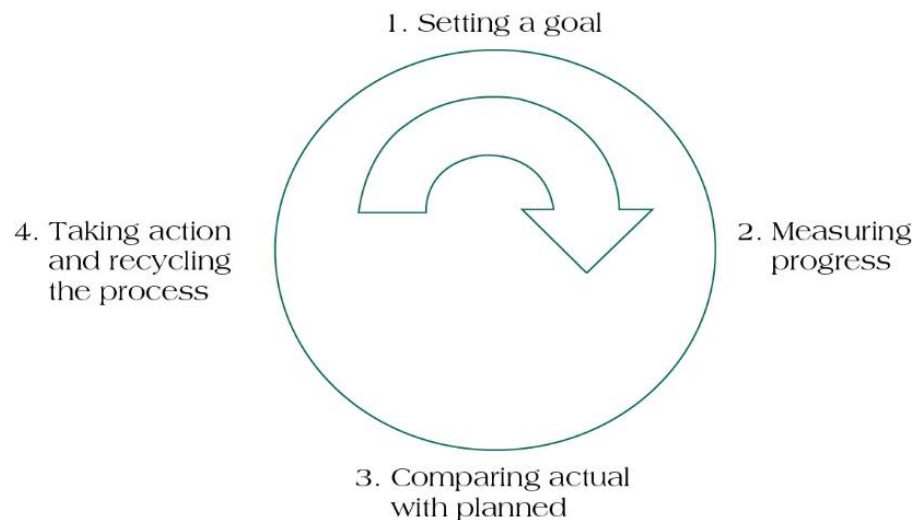 1. Setting a goal
2. Measuring
progress
3. Comparing actual
with planned
4. Taking action
and recycling
the process